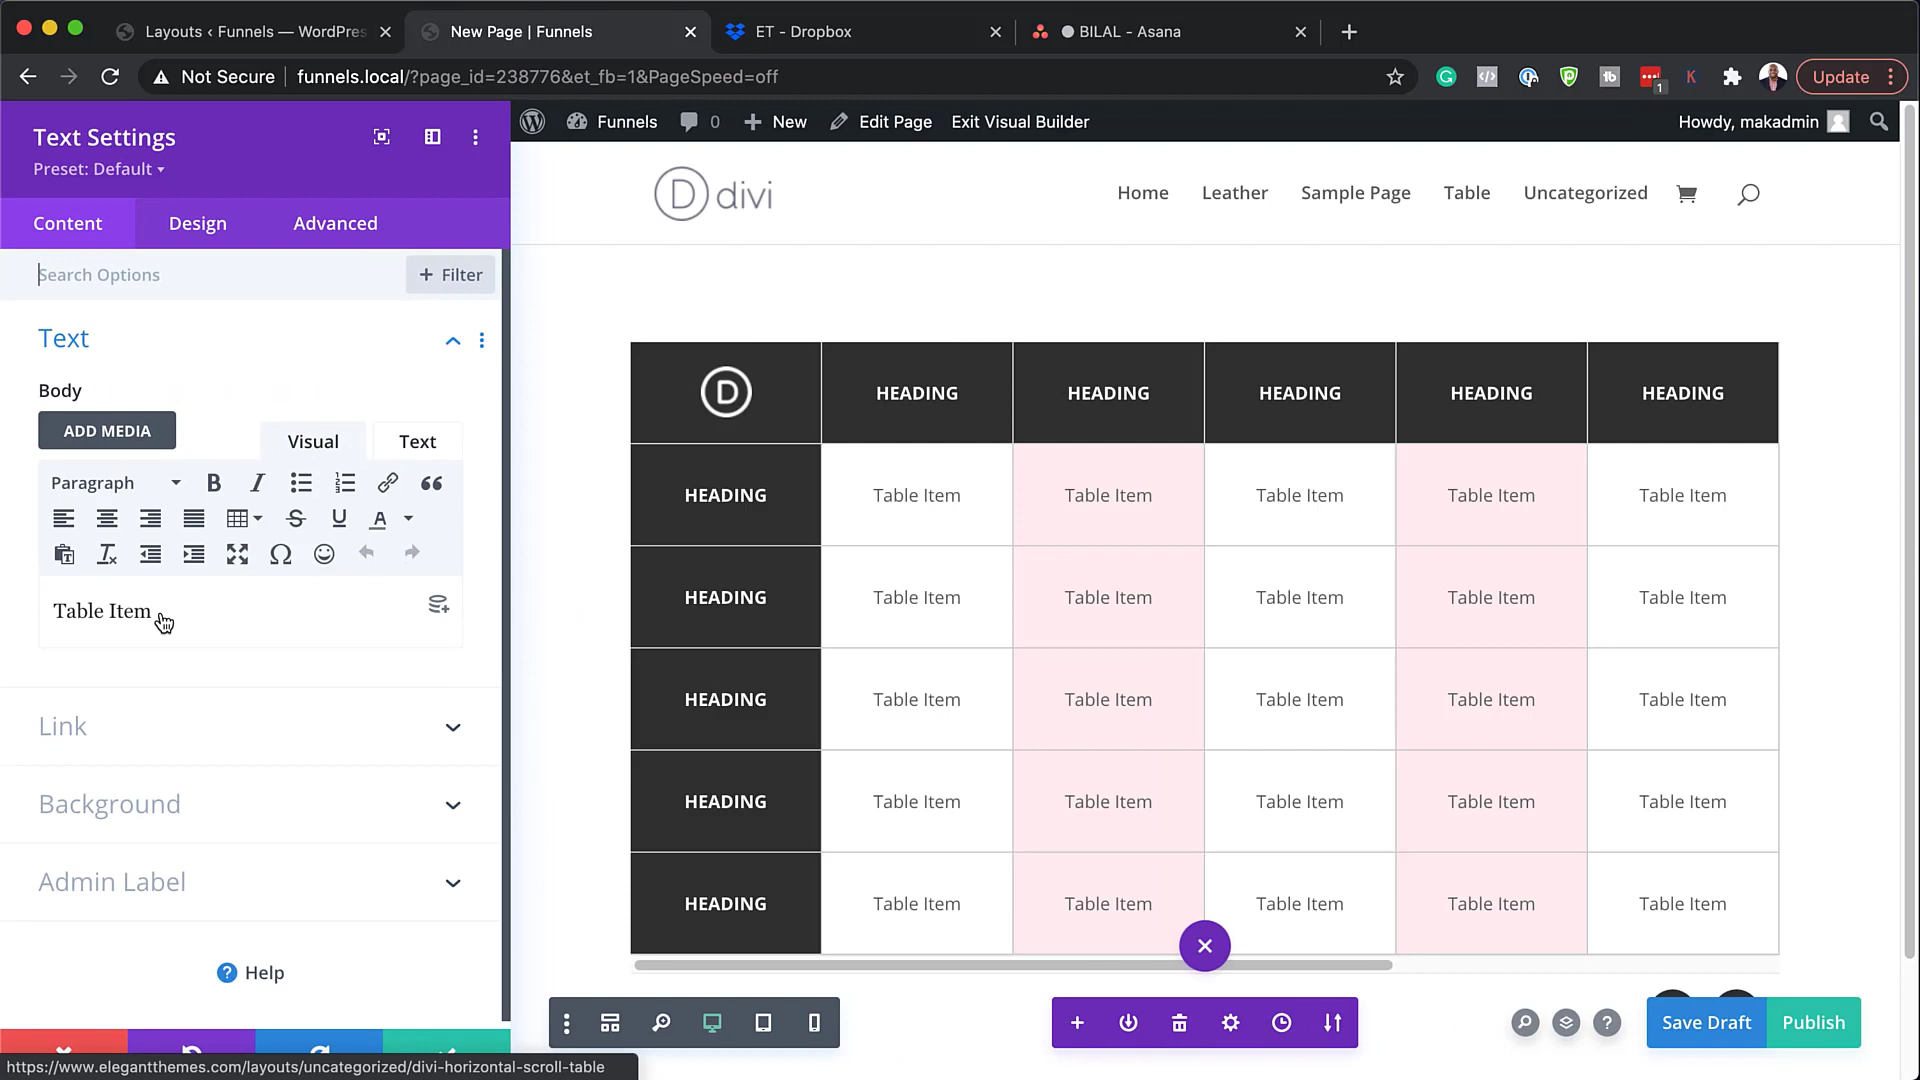 Layouts ‹ Funnels — WordPres
New Page | Funnels
ET - Dropbox
BILAL - Asana
Not Secure
funnels.local/?page_id=238776&et_fb=1&PageSpeed=off
1
K
Update
Text Settings
Preset: Default
Content
Design
Advanced
Search Options
+ Filter
Text
Body
ADD MEDIA
Visual
Text
Paragraph
B
I
U
A
Table Item
Link
Background
Admin Label
? Help
https://www.elegantthemes.com/layouts/uncategorized/divi-horizontal-scroll-table
Funnels
0
New
Edit Page
Exit Visual Builder
Howdy, makadmin
D divi
Home
Leather
Sample Page
Table
Uncategorized
D
HEADING
HEADING
HEADING
HEADING
HEADING
HEADING
Table Item
Table Item
Table Item
Table Item
Table Item
HEADING
Table Item
Table Item
Table Item
Table Item
Table Item
HEADING
Table Item
Table Item
Table Item
Table Item
Table Item
HEADING
Table Item
Table Item
Table Item
Table Item
Table Item
HEADING
Table Item
Table Item
Table Item
Table Item
Table Item
?
Save Draft
Publish